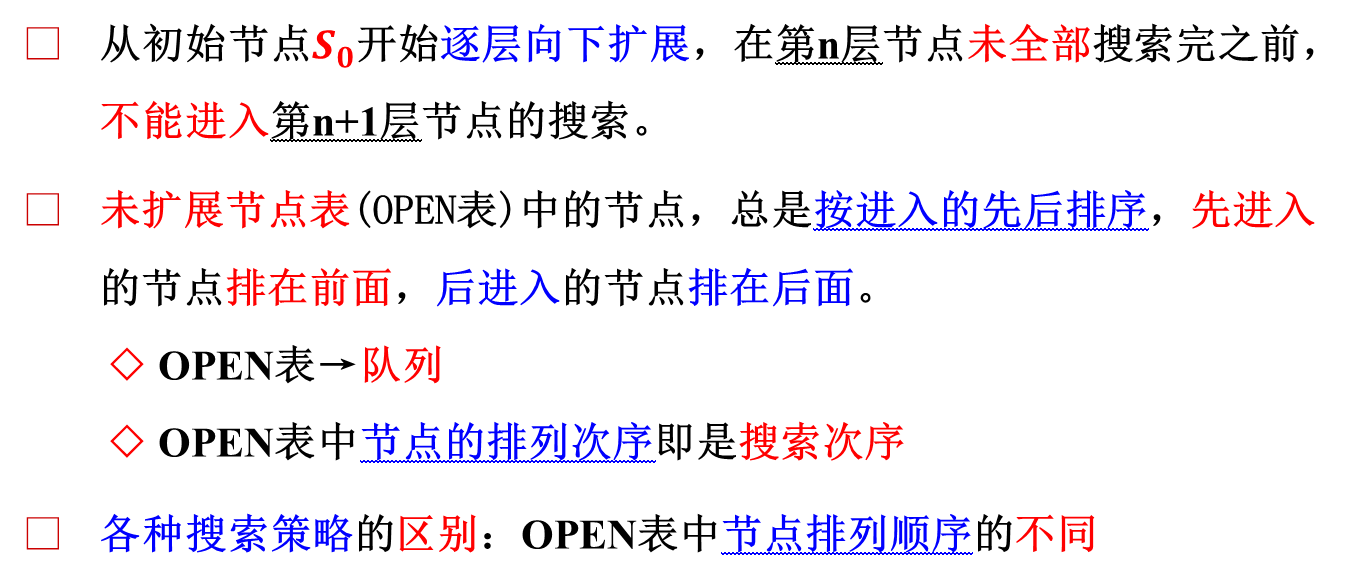 从初始节点S₀开始逐层向下扩展，在第n层节点未全部搜索完之前，
不能进入第n+1层节点的搜索。
未扩展节点表(OPEN表)中的节点，总是按进入的先后排序，先进入
的节点排在前面，后进入的节点排在后面。
OPEN表→队列
OPEN表中节点的排列次序即是搜索次序
各种搜索策略的区别：OPEN表中节点排列顺序的不同